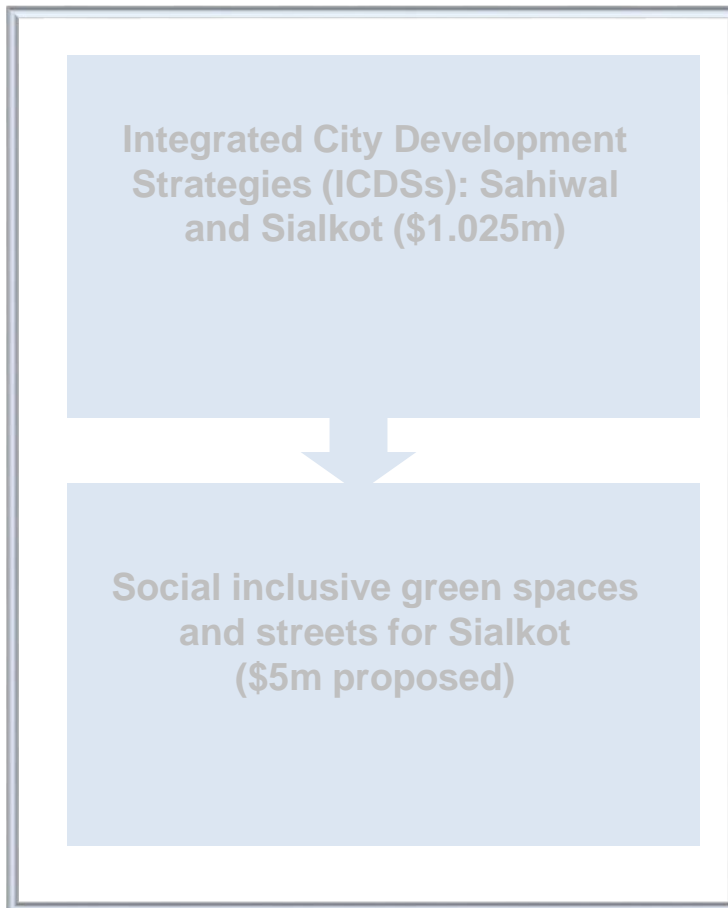 Integrated City Development
Strategies (ICDSs): Sahiwal
and Sialkot ($1.025m)
Social inclusive green spaces
and streets for Sialkot
($5m proposed)